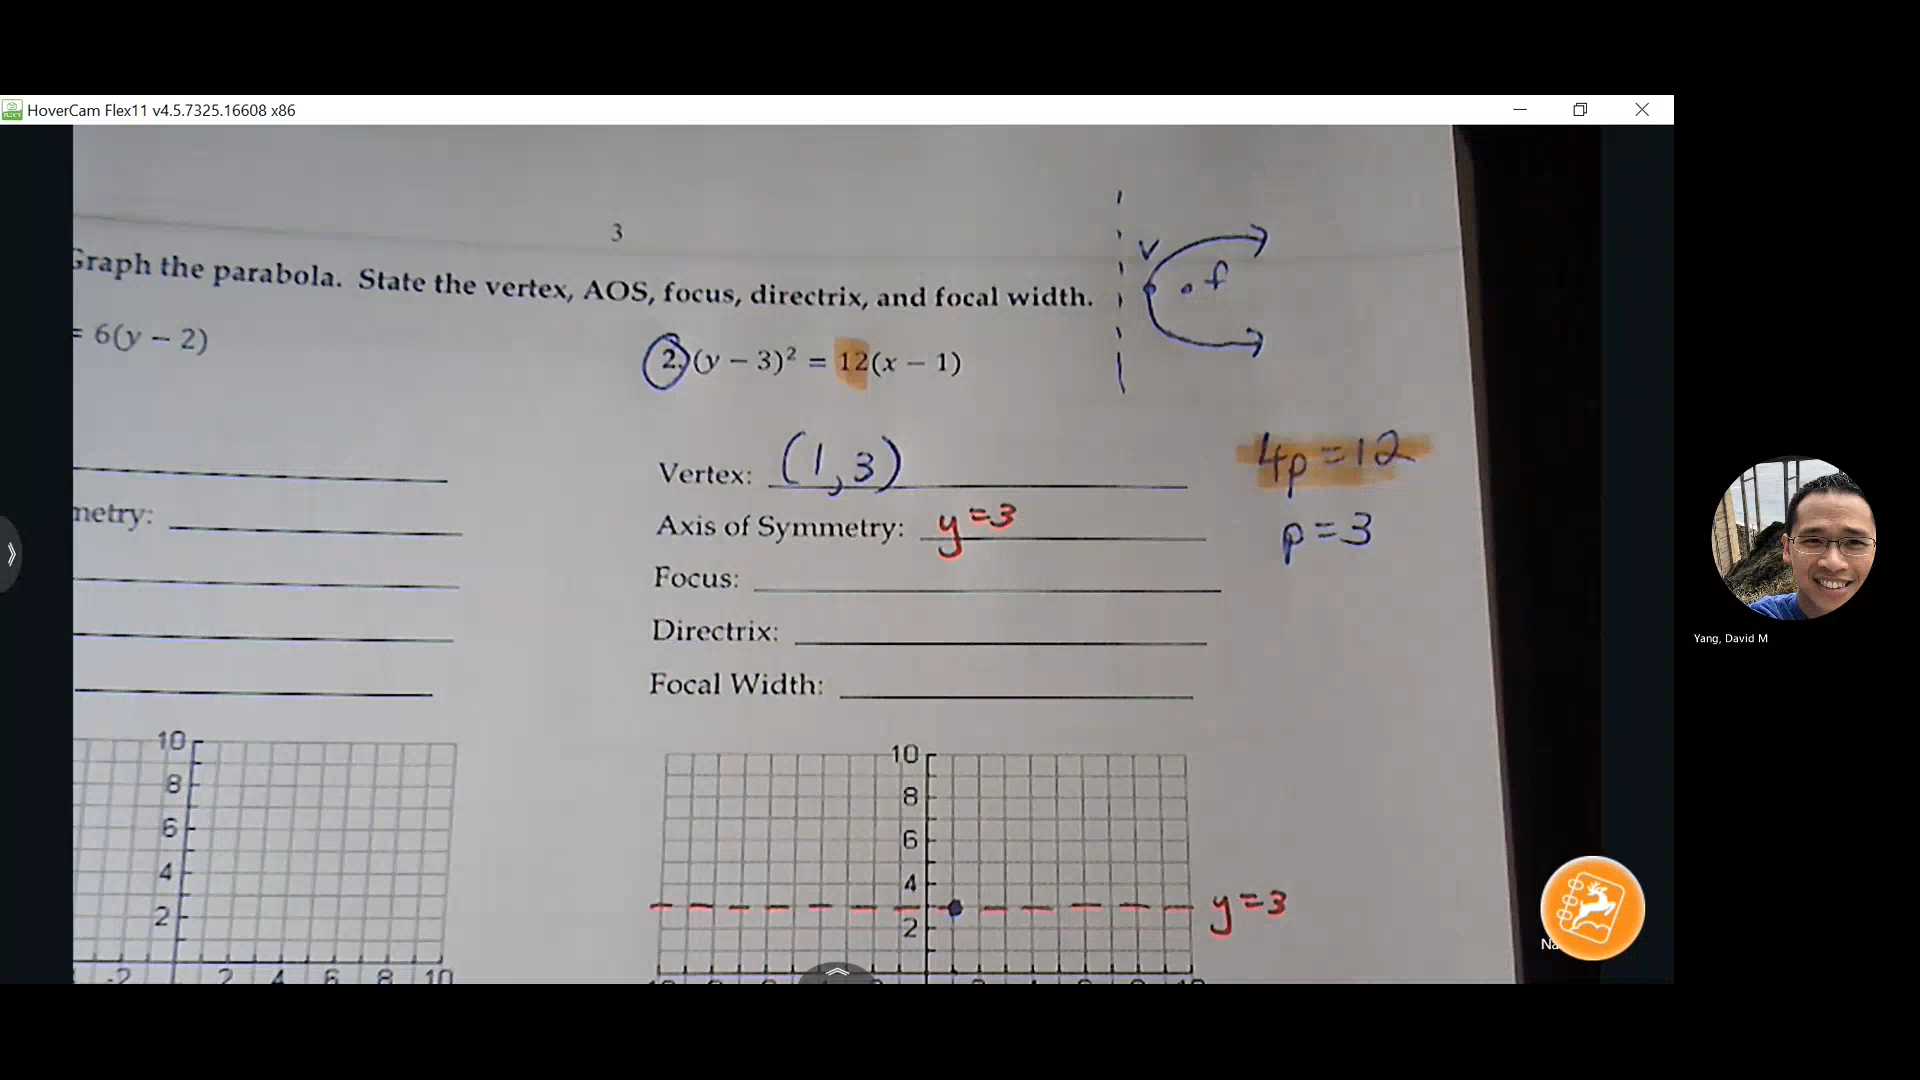 HoverCam Flex11 v4.5.7325.16608 x86
3
Graph the parabola. State the vertex, AOS, focus, directrix, and focal width.
= 6(y – 2)
2. (y – 3)² = 12(x – 1)
V
f
Vertex: (1,3)
4p = 12
metry:
Axis of Symmetry: y = 3
p = 3
Focus:
Directrix:
Focal Width:
10
8
6
4
2
-2 2 4 6 8 10
10
8
6
4
2
y = 3
Yang, David M
Na